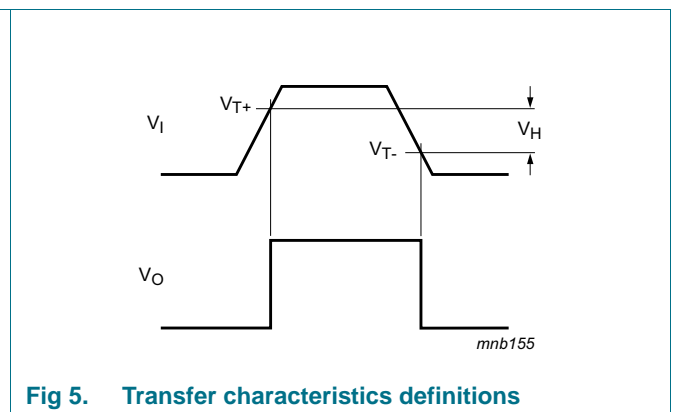 VT+
VI
VH
VT-
VO
mnb155
Fig 5. Transfer characteristics definitions